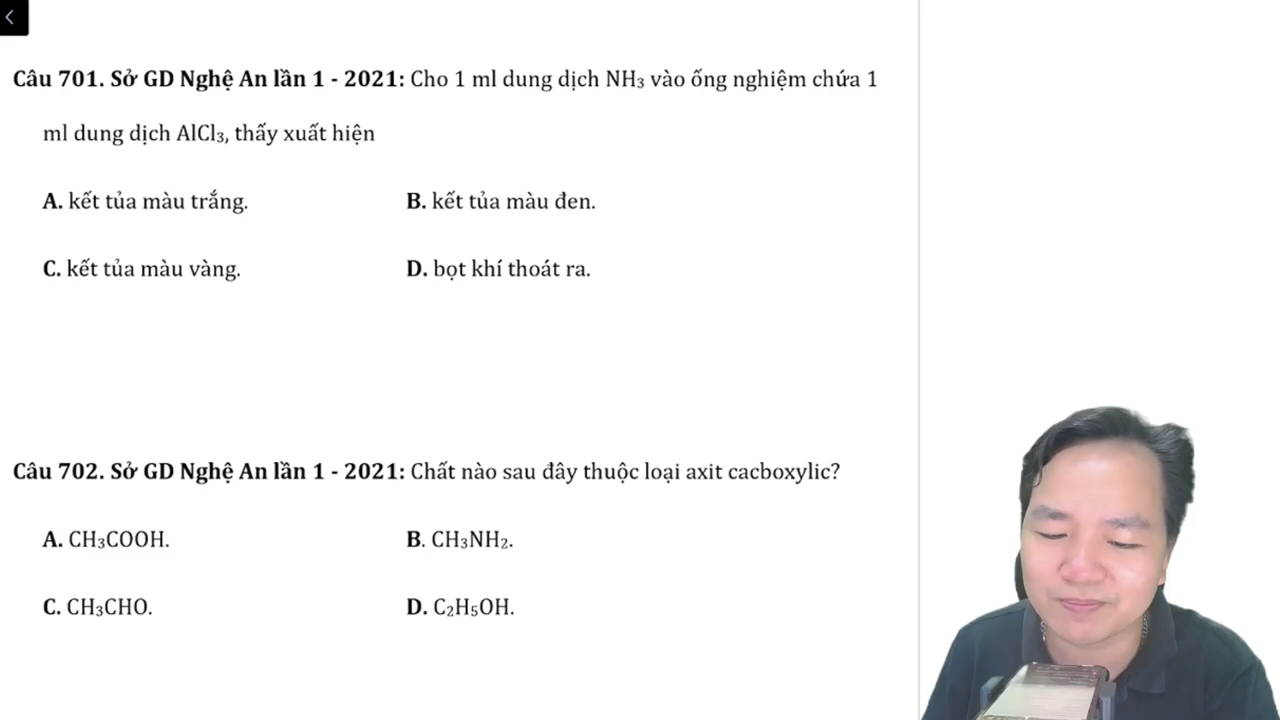 Câu 701. Sở GD Nghệ An lần 1 - 2021: Cho 1 ml dung dịch NH₃ vào ống nghiệm chứa 1
ml dung dịch AlCl₃, thấy xuất hiện
A. kết tủa màu trắng. B. kết tủa màu đen.
C. kết tủa màu vàng. D. bọt khí thoát ra.
Câu 702. Sở GD Nghệ An lần 1 - 2021: Chất nào sau đây thuộc loại axit cacboxylic?
A. CH₃COOH. B. CH₃NH₂.
C. CH₃CHO. D. C₂H₅OH.